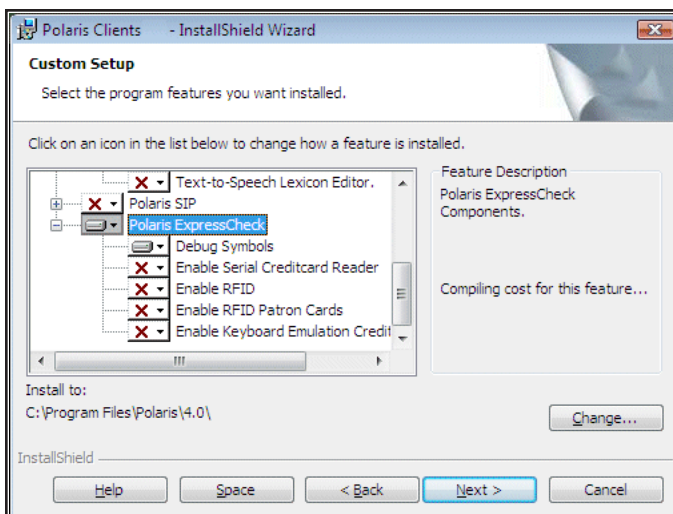 Polaris Clients - InstallShield Wizard
Custom Setup
Select the program features you want installed.
Click on an icon in the list below to change how a feature is installed.
Text-to-Speech Lexicon Editor.
Polaris SIP
Polaris ExpressCheck
Debug Symbols
Enable Serial Creditcard Reader
Enable RFID
Enable RFID Patron Cards
Enable Keyboard Emulation Credit
Feature Description
Polaris ExpressCheck
Components.
Compiling cost for this feature...
Install to:
C:\Program Files\Polaris\4.0\
Change...
InstallShield
Help
Space
< Back
Next >
Cancel